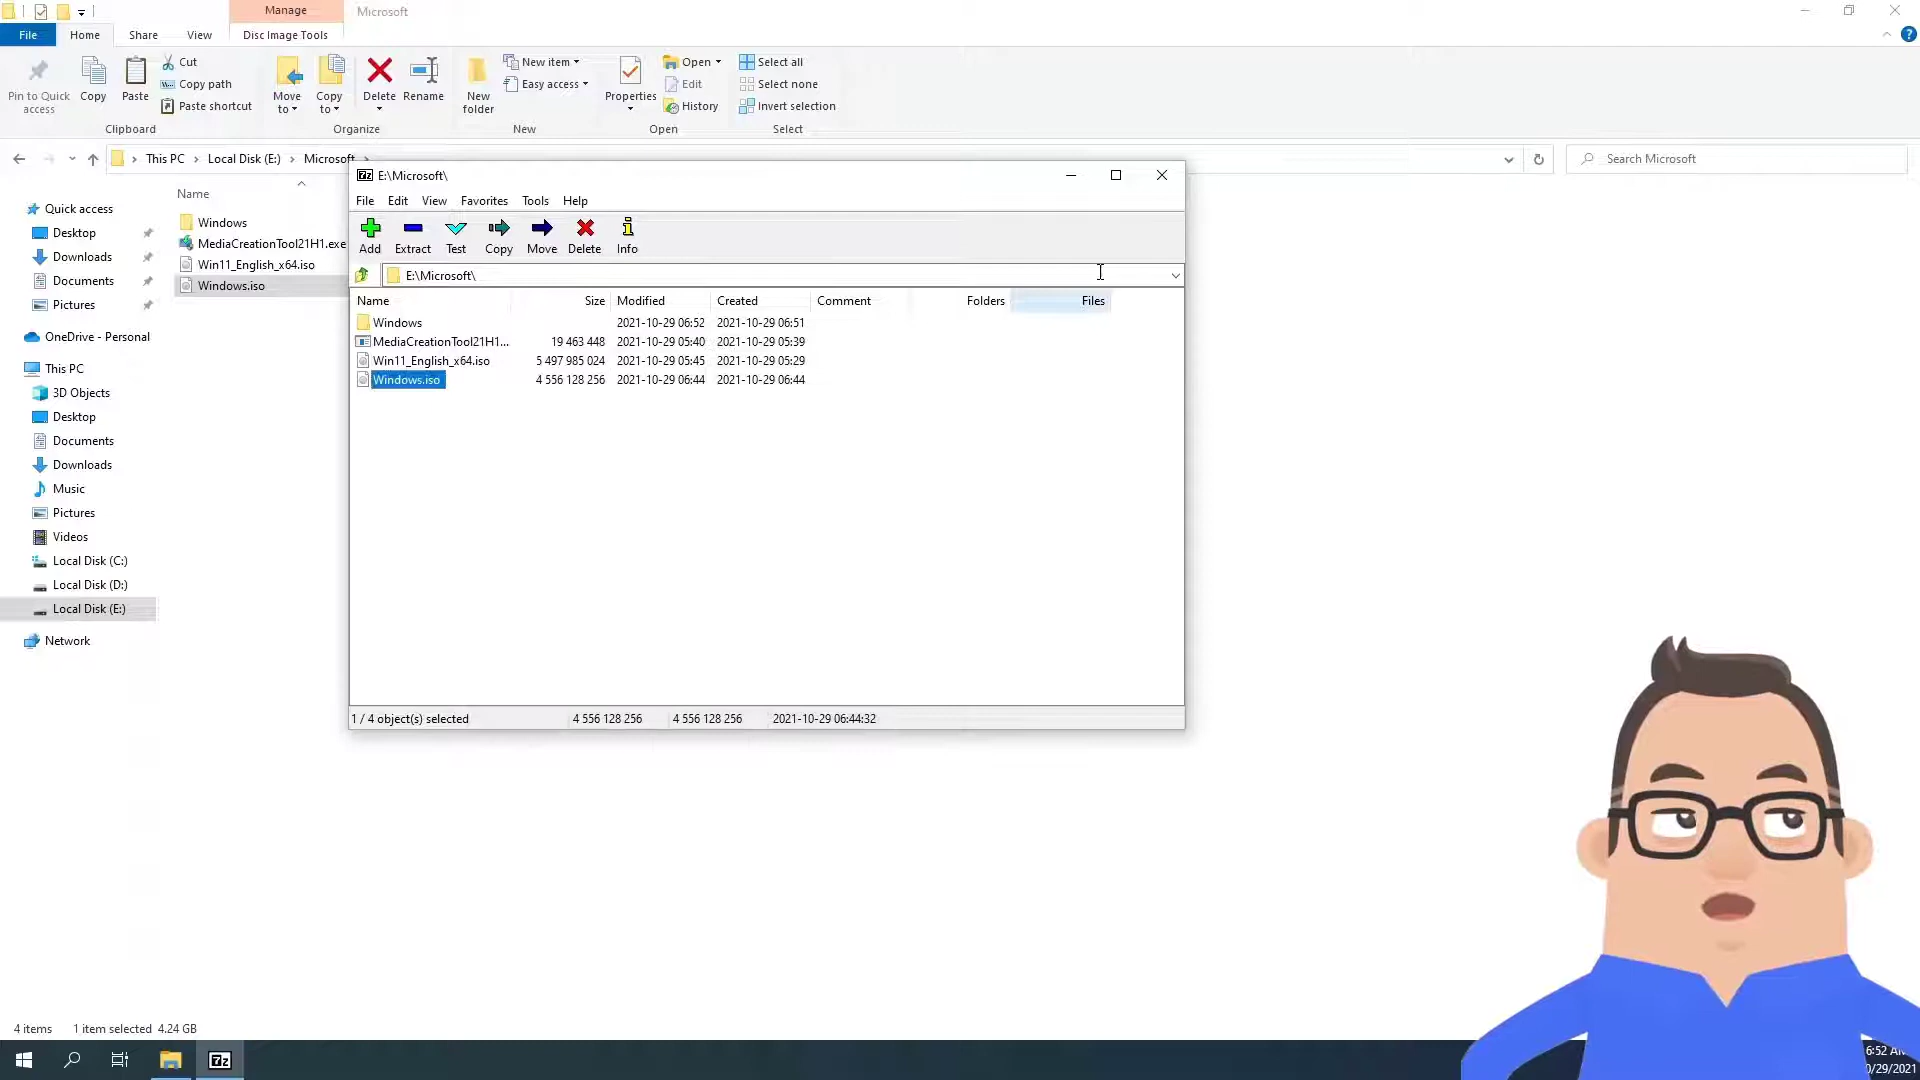 Manage
Microsoft
File Home Share View Disc Image Tools
Pin to Quick access
Copy
Paste
Cut
Copy path
Paste shortcut
Clipboard
Move to
Copy to
Delete
Rename
Organize
New folder
New item
Easy access
New
Properties
Open
Edit
History
Open
Select all
Select none
Invert selection
Select
This PC › Local Disk (E:) › Microsoft ›
Search Microsoft
Quick access
Desktop
Downloads
Documents
Pictures
OneDrive - Personal
This PC
3D Objects
Desktop
Documents
Downloads
Music
Pictures
Videos
Local Disk (C:)
Local Disk (D:)
Local Disk (E:)
Network
Name
Windows
MediaCreationTool21H1.exe
Win11_English_x64.iso
Windows.iso
7z E:\Microsoft\
File Edit View Favorites Tools Help
Add Extract Test Copy Move Delete Info
E:\Microsoft\
Name Size Modified Created Comment Folders Files
Windows 2021-10-29 06:52 2021-10-29 06:51
MediaCreationTool21H1... 19 463 448 2021-10-29 05:40 2021-10-29 05:39
Win11_English_x64.iso 5 497 985 024 2021-10-29 05:45 2021-10-29 05:29
Windows.iso 4 556 128 256 2021-10-29 06:44 2021-10-29 06:44
1 / 4 object(s) selected 4 556 128 256 4 556 128 256 2021-10-29 06:44:32
4 items 1 item selected 4.24 GB
7z
6:52 AM
0/29/2021